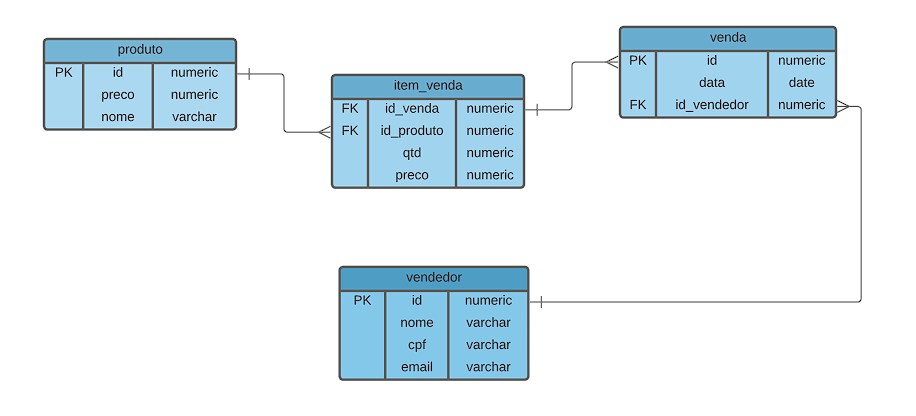 produto
PK id numeric
preco numeric
nome varchar
item_venda
FK id_venda numeric
FK id_produto numeric
qtd numeric
preco numeric
venda
PK id numeric
data date
FK id_vendedor numeric
vendedor
PK id numeric
nome varchar
cpf varchar
email varchar